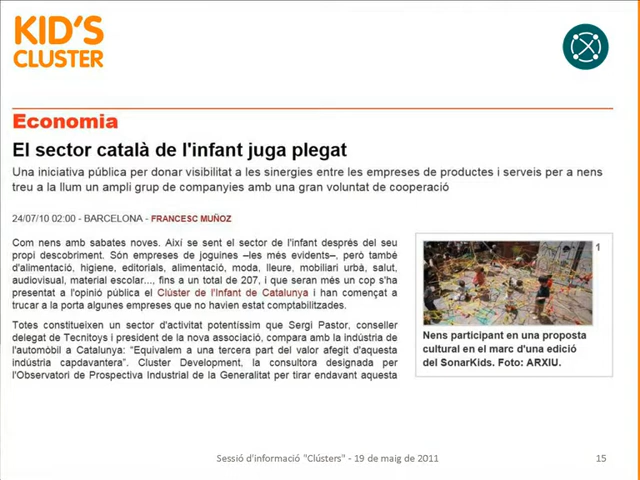 KID'S
CLUSTER
Economia
El sector català de l'infant juga plegat
Una iniciativa pública per donar visibilitat a les sinergies entre les empreses de productes i serveis per a nens
treu a la llum un ampli grup de companyies amb una gran voluntat de cooperació
24/07/10 02:00 - BARCELONA - FRANCESC MUÑOZ
Com nens amb sabates noves. Així se sent el sector de l'infant després del seu
propi descobriment. Són empreses de joguines –les més evidents–, però també
d'alimentació, higiene, editorials, alimentació, moda, lleure, mobiliari urbà, salut,
audiovisual, material escolar..., fins a un total de 207, i que seran més un cop s'ha
presentat a l'opinió pública el Clúster de l'Infant de Catalunya i han començat a
trucar a la porta algunes empreses que no havien estat comptabilitzades.
Totes constitueixen un sector d'activitat potentíssim que Sergi Pastor, conseller
delegat de Tecnitoys i president de la nova associació, compara amb la indústria de
l'automòbil a Catalunya: "Equivalem a una tercera part del valor afegit d'aquesta
indústria capdavantera". Cluster Development, la consultora designada per
l'Observatori de Prospectiva Industrial de la Generalitat per tirar endavant aquesta
1
Nens participant en una proposta
cultural en el marc d'una edició
del SonarKids. Foto: ARXIU.
Sessió d'informació "Clústers" - 19 de maig de 2011
15